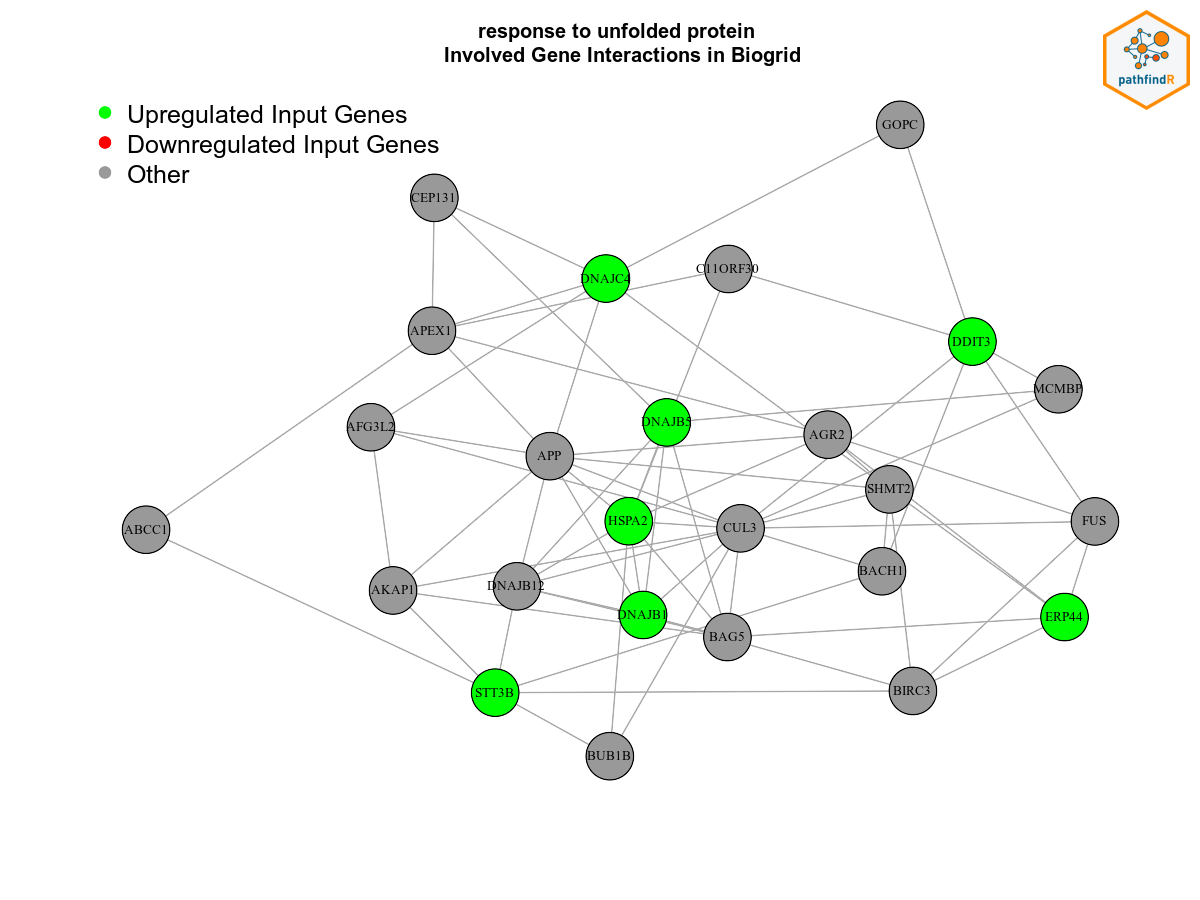 response to unfolded protein
Involved Gene Interactions in Biogrid
pathfindR
Upregulated Input Genes
Downregulated Input Genes
Other
GOPC
CEP131
C11ORF30
DNAJC4
APEX1
DDIT3
MCMBP
DNAJB5
AFG3L2
AGR2
APP
SHMT2
ABCC1
HSPA2
CUL3
FUS
BACH1
AKAP1
DNAJB12
DNAJB1
ERP44
BAG5
STT3B
BIRC3
BUB1B